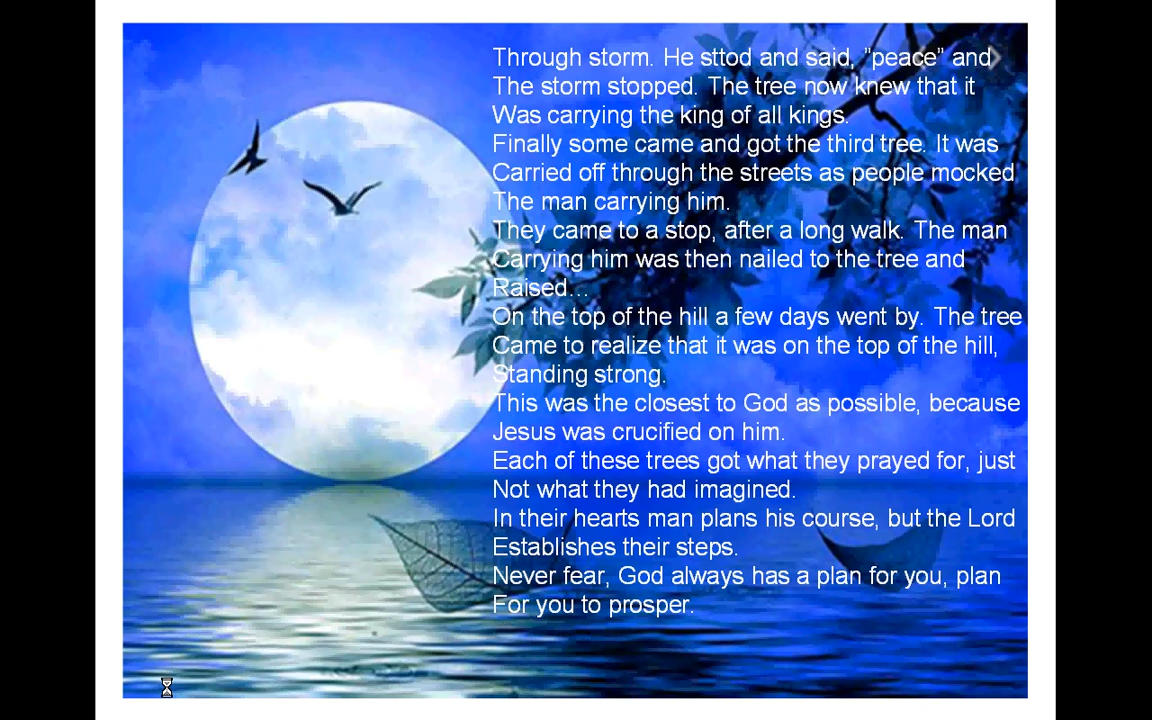 Through storm. He sttod and said, "peace” and
The storm stopped. The tree now knew that it
Was carrying the king of all kings.
Finally some came and got the third tree. It was
Carried off through the streets as people mocked
The man carrying him.
They came to a stop, after a long walk. The man
Carrying him was then nailed to the tree and
Raised...
On the top of the hill a few days went by. The tree
Came to realize that it was on the top of the hill,
Standing strong.
This was the closest to God as possible, because
Jesus was crucified on him.
Each of these trees got what they prayed for, just
Not what they had imagined.
In their hearts man plans his course, but the Lord
Establishes their steps.
Never fear, God always has a plan for you, plan
For you to prosper.